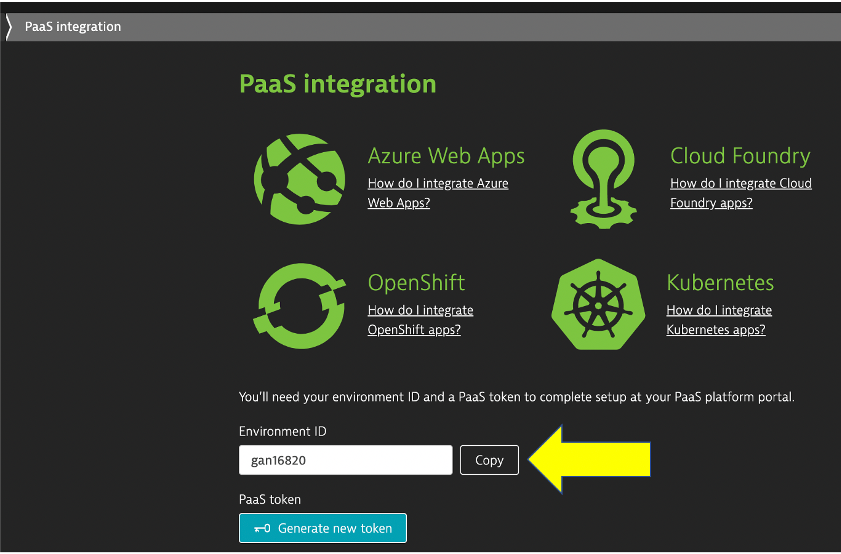 PaaS integration
PaaS integration
Azure Web Apps
How do I integrate Azure
Web Apps?
Cloud Foundry
How do I integrate Cloud
Foundry apps?
OpenShift
How do I integrate
OpenShift apps?
Kubernetes
How do I integrate
Kubernetes apps?
You'll need your environment ID and a PaaS token to complete setup at your PaaS platform portal.
Environment ID
gan16820
Copy
PaaS token
Generate new token